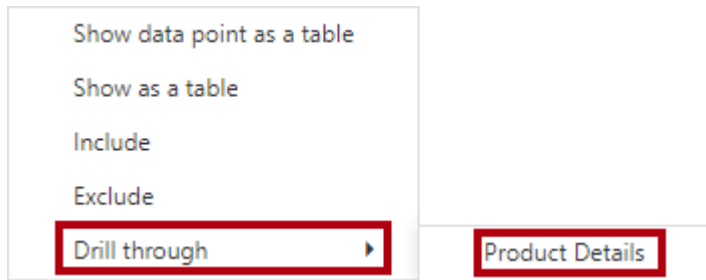 Show data point as a table
Show as a table
Include
Exclude
Drill through
Product Details